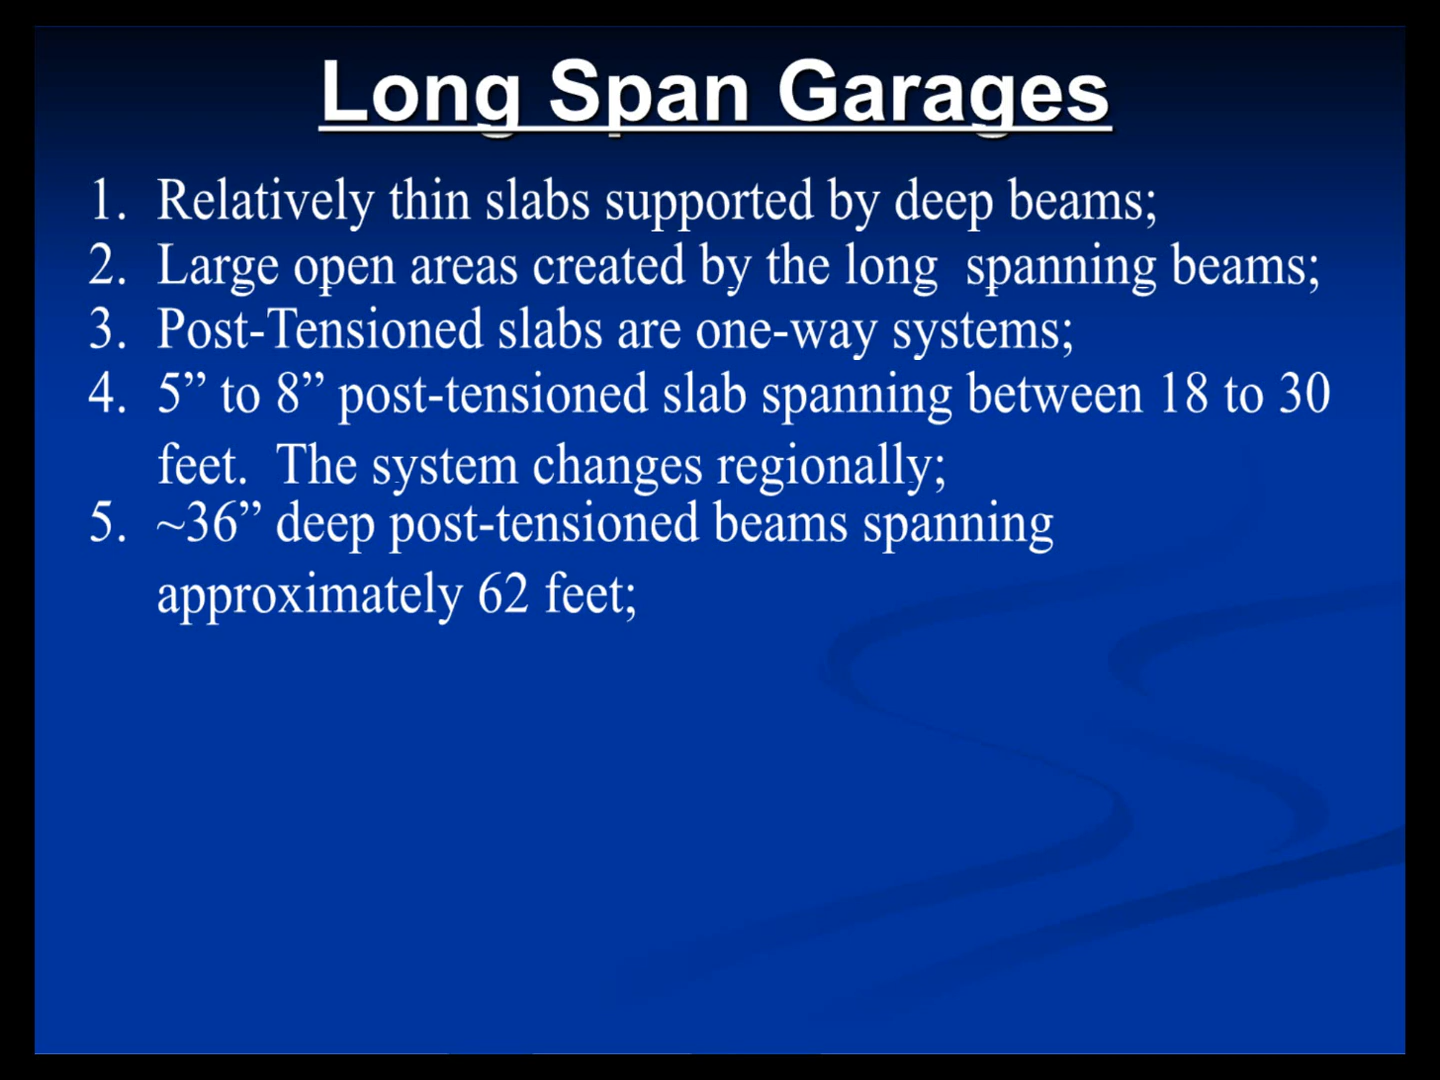 Long Span Garages
1. Relatively thin slabs supported by deep beams;
2. Large open areas created by the long  spanning beams;
3. Post-Tensioned slabs are one-way systems;
4. 5” to 8” post-tensioned slab spanning between 18 to 30
feet.  The system changes regionally;
5. ~36” deep post-tensioned beams spanning
approximately 62 feet;